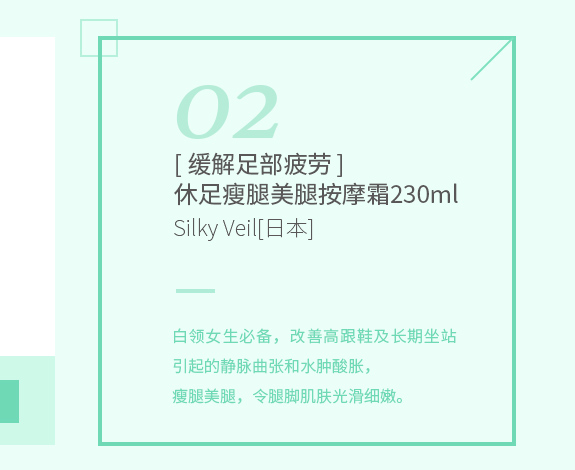 02
[ 缓解足部疲劳 ]
休足瘦腿美腿按摩霜230ml
Silky Veil[日本]
白领女生必备，改善高跟鞋及长期坐站
引起的静脉曲张和水肿酸胀，
瘦腿美腿，令腿脚肌肤光滑细嫩。